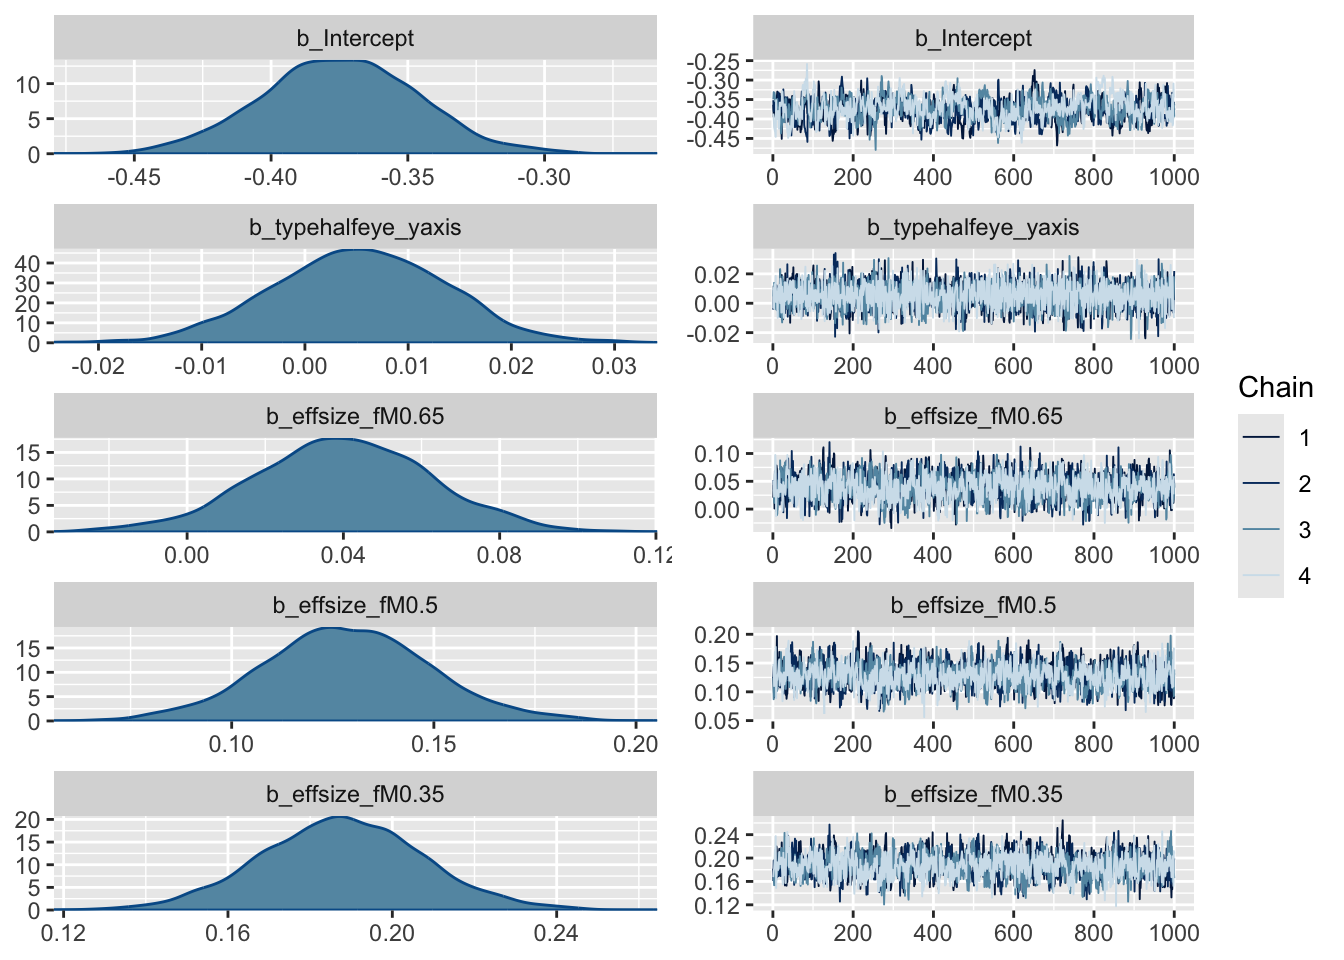 b_Intercept
10
5
0
-0.45 -0.40 -0.35 -0.30
b_Intercept
-0.25
-0.30
-0.35
-0.40
-0.45
0 200 400 600 800 1000
b_typehalfeye_yaxis
40
30
20
10
0
-0.02 -0.01 0.00 0.01 0.02 0.03
b_typehalfeye_yaxis
0.02
0.00
-0.02
0 200 400 600 800 1000
b_effsize_fM0.65
15
10
5
0
0.00 0.04 0.08 0.12
b_effsize_fM0.65
0.10
0.05
0.00
0 200 400 600 800 1000
b_effsize_fM0.5
15
10
5
0
0.10 0.15 0.20
b_effsize_fM0.5
0.20
0.15
0.10
0.05
0 200 400 600 800 1000
b_effsize_fM0.35
20
15
10
5
0
0.12 0.16 0.20 0.24
b_effsize_fM0.35
0.24
0.20
0.16
0.12
0 200 400 600 800 1000
Chain
1
2
3
4